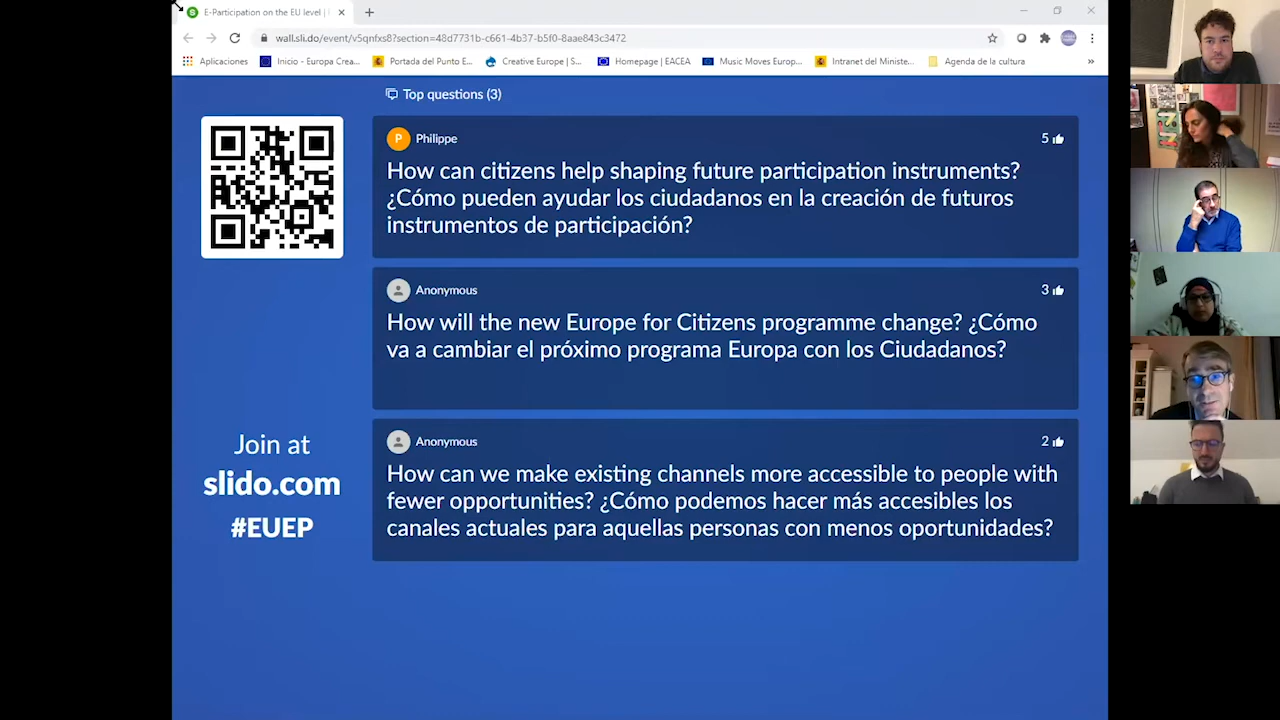 E-Participation on the EU level |
wall.sli.do/event/v5qnfxs8?section=48d7731b-c661-4b37-b5f0-8aae843c3472
Aplicaciones
Inicio - Europa Crea...
Portada del Punto E...
Creative Europe | S...
Homepage | EACEA
Music Moves Europ...
Intranet del Ministe...
Agenda de la cultura
»
Top questions (3)
P Philippe 5
How can citizens help shaping future participation instruments?
¿Cómo pueden ayudar los ciudadanos en la creación de futuros
instrumentos de participación?
Anonymous 3
How will the new Europe for Citizens programme change? ¿Cómo
va a cambiar el próximo programa Europa con los Ciudadanos?
Anonymous 2
How can we make existing channels more accessible to people with
fewer opportunities? ¿Cómo podemos hacer más accesibles los
canales actuales para aquellas personas con menos oportunidades?
Join at
slido.com
#EUEP